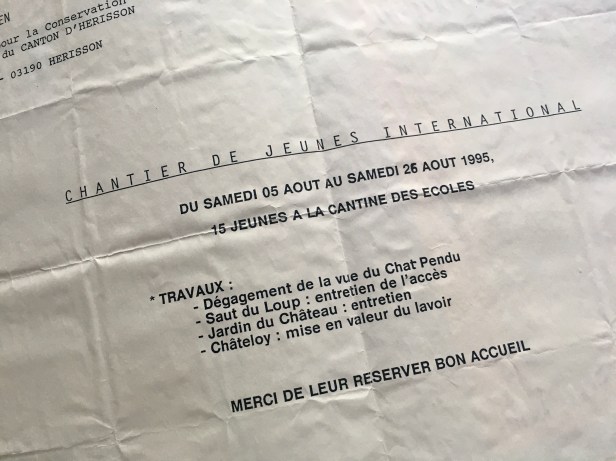 EN
our la Conservation
du CANTON D'HERISSON
- 03190 HERISSON
CHANTIER DE JEUNES INTERNATIONAL
DU SAMEDI 05 AOUT AU SAMEDI 26 AOUT 1995,
15 JEUNES A LA CANTINE DES ECOLES
* TRAVAUX :
- Dégagement de la vue du Chat Pendu
- Saut du Loup : entretien de l'accès
- Jardin du Château : entretien
- Châteloy : mise en valeur du lavoir
MERCI DE LEUR RESERVER BON ACCUEIL